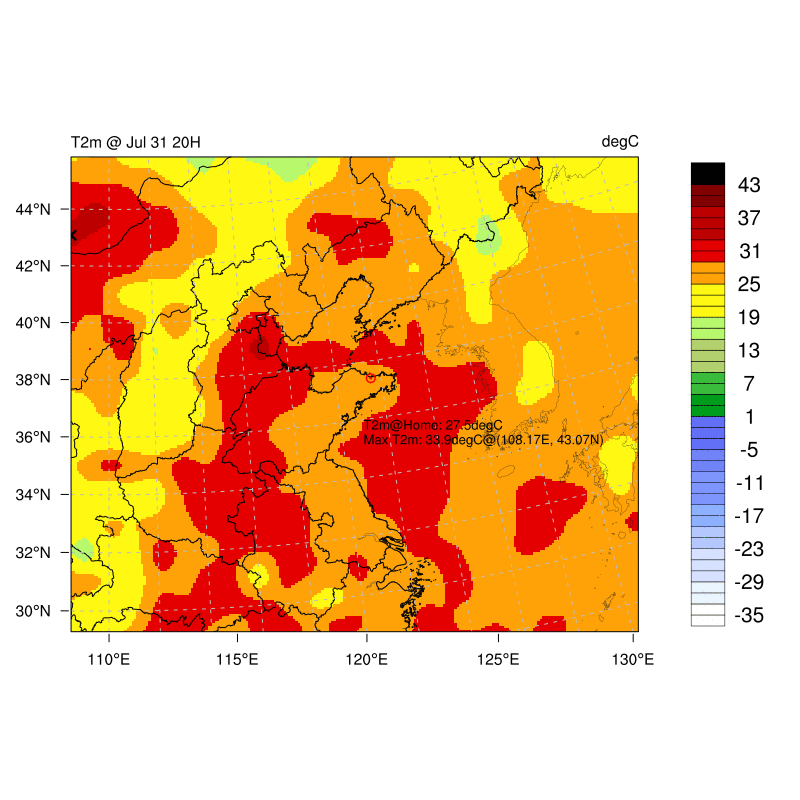 T2m @ Jul 31 20H
degC
44°N
42°N
40°N
38°N
36°N
34°N
32°N
30°N
110°E
115°E
120°E
125°E
130°E
T2m@Home: 27.5degC
Max T2m: 33.9degC@(108.17E, 43.07N)
43
37
31
25
19
13
7
1
-5
-11
-17
-23
-29
-35